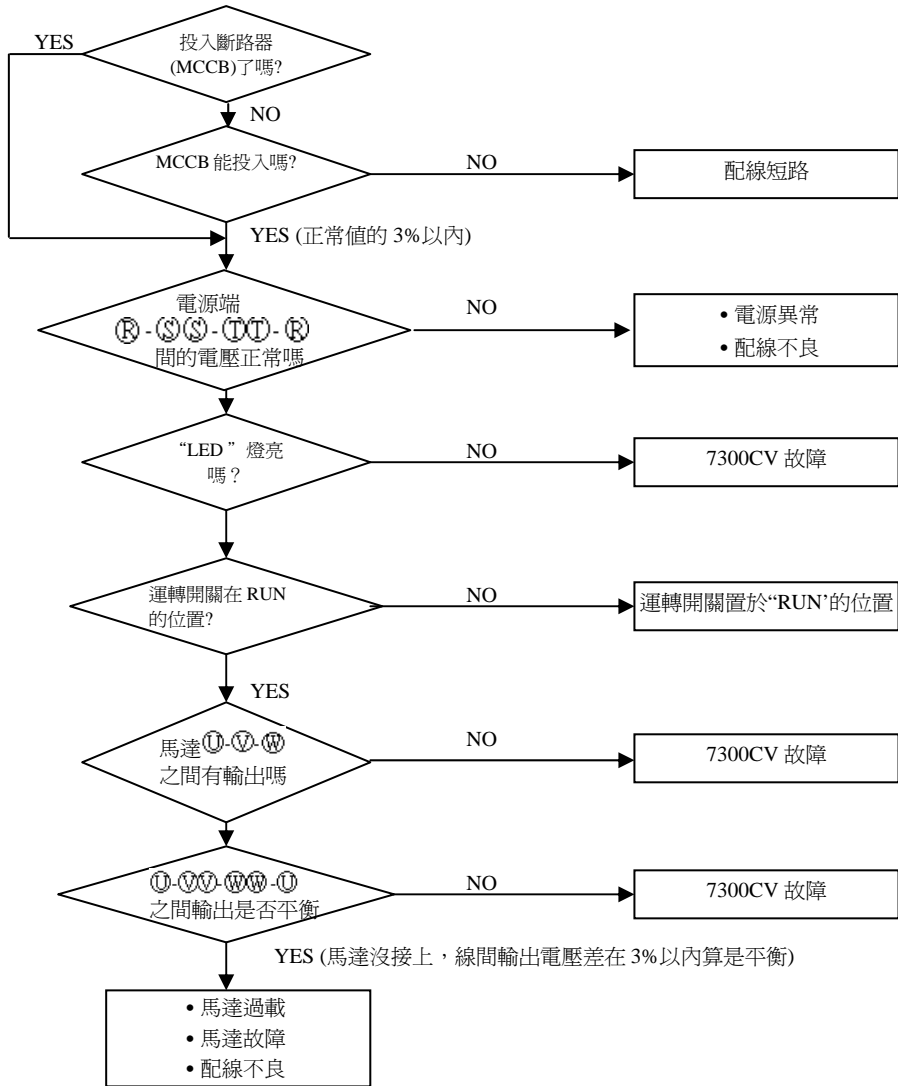 YES
投入斷路器
(MCCB)了嗎?
NO
MCCB 能投入嗎?
NO
配線短路
YES (正常值的 3%以內)
電源端
Ⓡ-ⓈⓈ-ⓉⓉ-Ⓡ
間的電壓正常嗎
NO
• 電源異常
• 配線不良
“LED ” 燈亮
嗎？
NO
7300CV 故障
運轉開關在 RUN
的位置?
NO
運轉開關置於“RUN’的位置
YES
馬達Ⓤ-Ⓥ-Ⓦ
之間有輸出嗎
NO
7300CV 故障
Ⓤ-ⓋⓋ-ⓌⓌ-Ⓤ
之間輸出是否平衡
NO
7300CV 故障
YES (馬達沒接上，線間輸出電壓差在 3%以內算是平衡)
• 馬達過載
• 馬達故障
• 配線不良